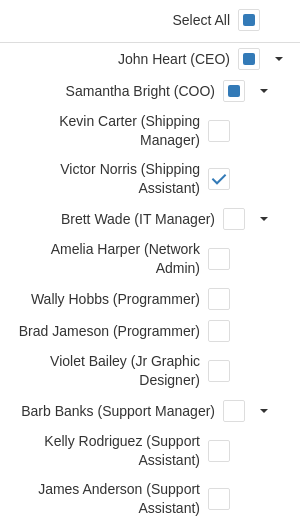 Select All
John Heart (CEO)
Samantha Bright (COO)
Kevin Carter (Shipping
Manager)
Victor Norris (Shipping
Assistant)
Brett Wade (IT Manager)
Amelia Harper (Network
Admin)
Wally Hobbs (Programmer)
Brad Jameson (Programmer)
Violet Bailey (Jr Graphic
Designer)
Barb Banks (Support Manager)
Kelly Rodriguez (Support
Assistant)
James Anderson (Support
Assistant)